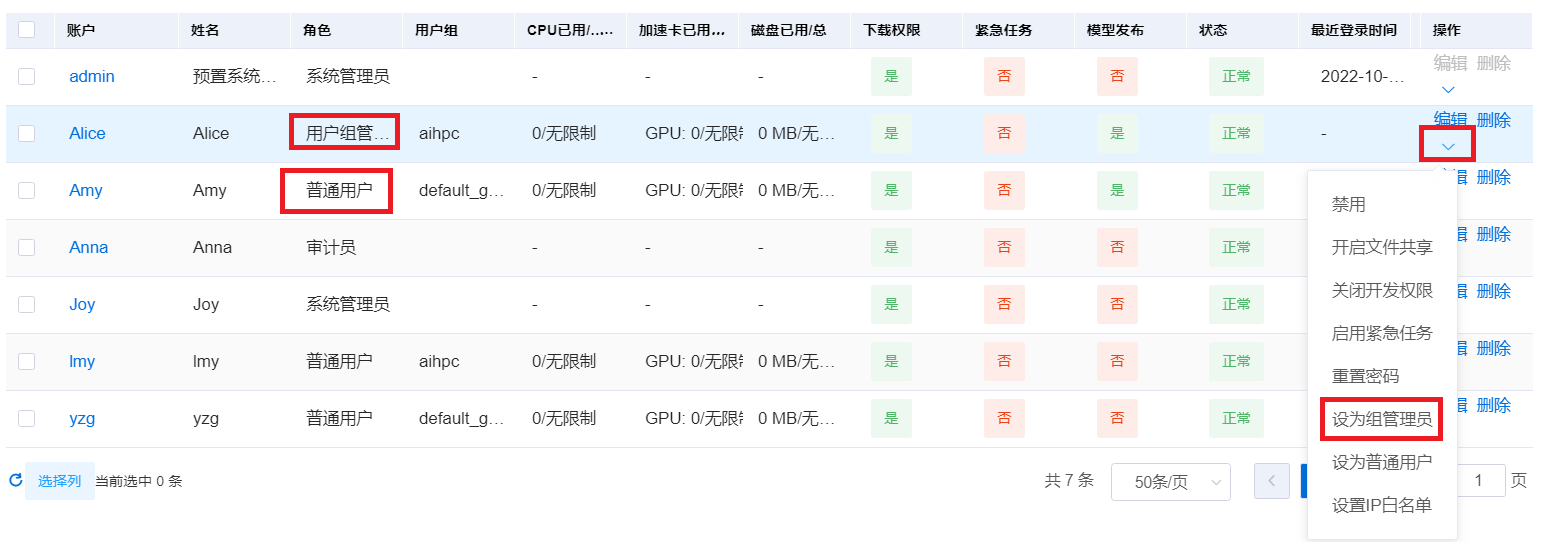 账户 姓名 角色 用户组 CPU已用/..... 加速卡已用... 磁盘已用/总 下载权限 紧急任务 模型发布 状态 最近登录时间 操作
admin 预置系统... 系统管理员 - - - 是 否 否 正常 2022-10-... 编辑 删除
Alice Alice 用户组管... aihpc 0/无限制 GPU: 0/无限制 0 MB/无... 是 否 是 正常 - 编辑 删除
Amy Amy 普通用户 default_g... 0/无限制 GPU: 0/无限制 0 MB/无... 是 否 是 正常 辑 删除
Anna Anna 审计员 - - - 是 否 否 正常 辑 删除
Joy Joy 系统管理员 - - - 是 否 否 正常 辑 删除
lmy lmy 普通用户 aihpc 0/无限制 GPU: 0/无限制 0 MB/无... 是 否 否 正常 辑 删除
yzg yzg 普通用户 default_g... 0/无限制 GPU: 0/无限制 0 MB/无... 是 否 否 正常 辑 删除
禁用
开启文件共享
关闭开发权限
启用紧急任务
重置密码
设为组管理员
设为普通用户
设置IP白名单
选择列 当前选中 0 条 共 7 条 50条/页 1 页